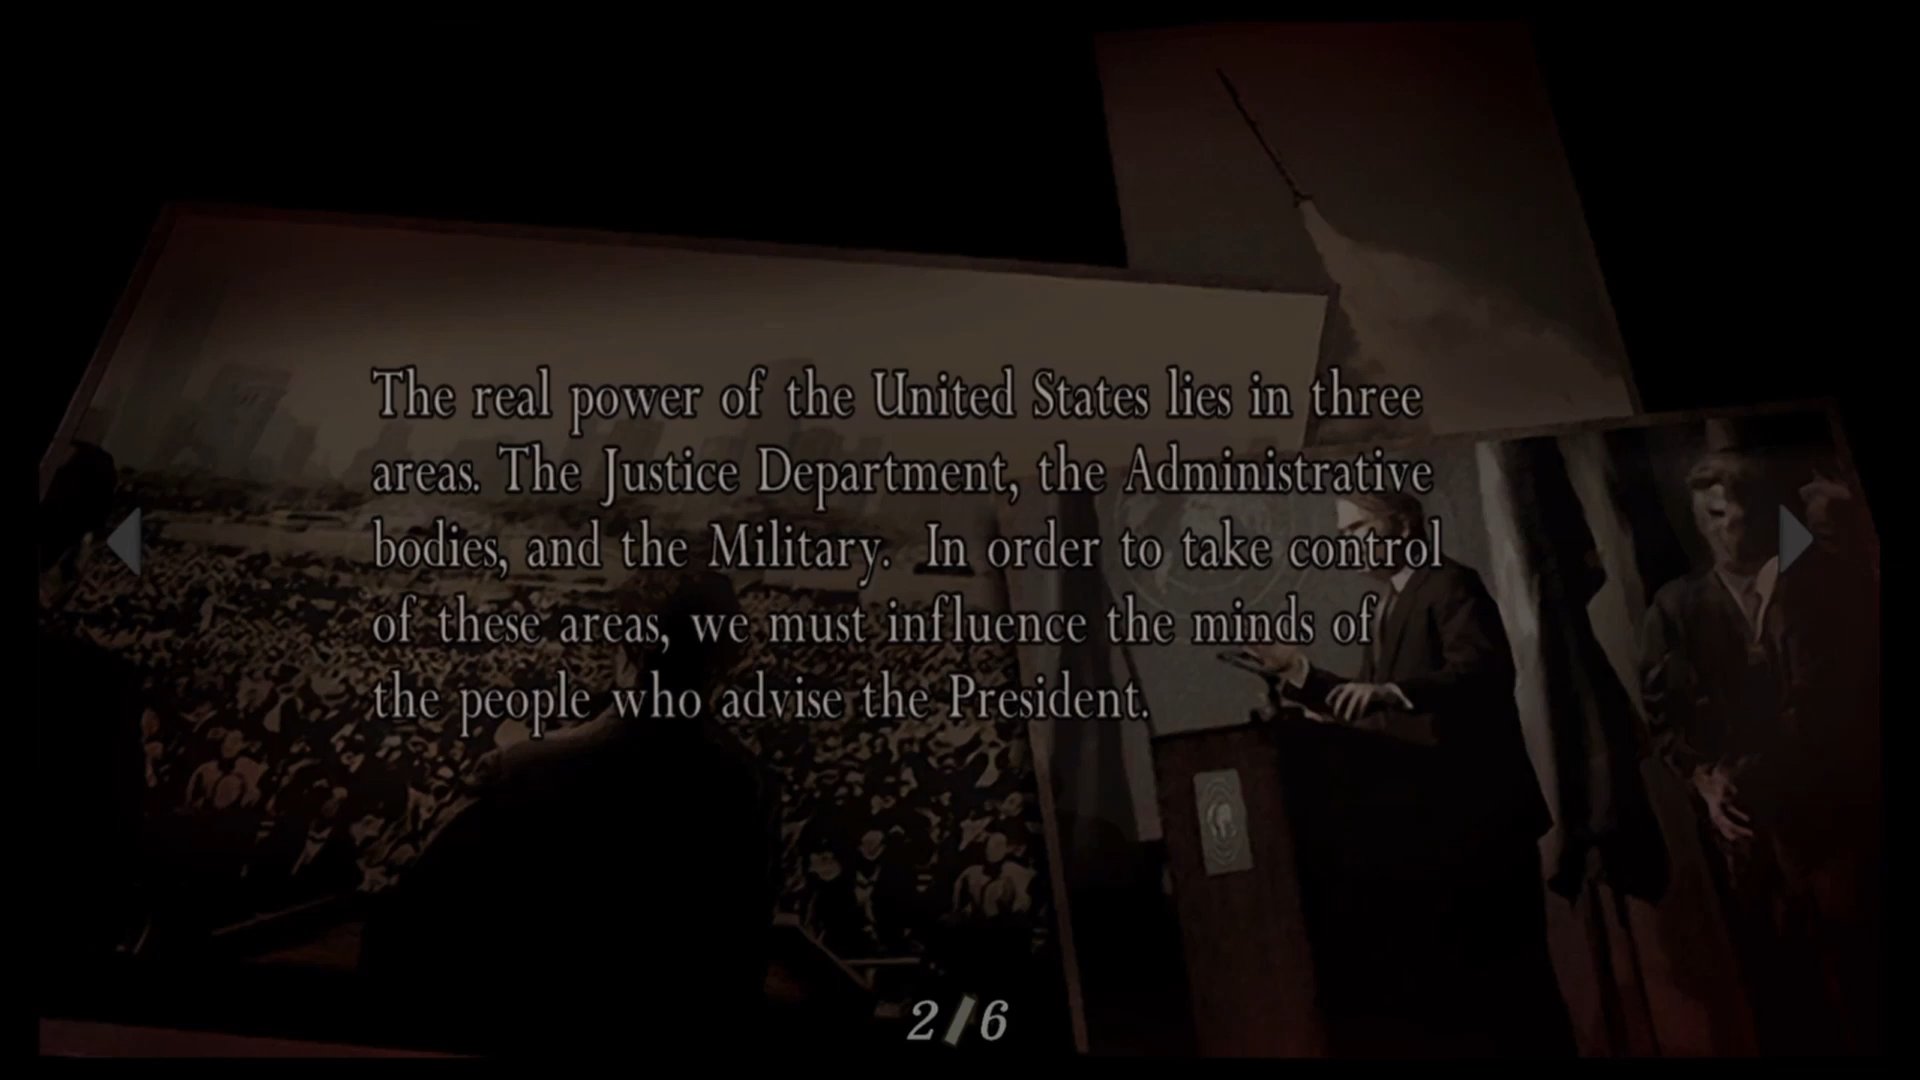 The real power of the United States lies in three
areas. The Justice Department, the Administrative
bodies, and the Military. In order to take control
of these areas, we must influence the minds of
the people who advise the President.
2/6